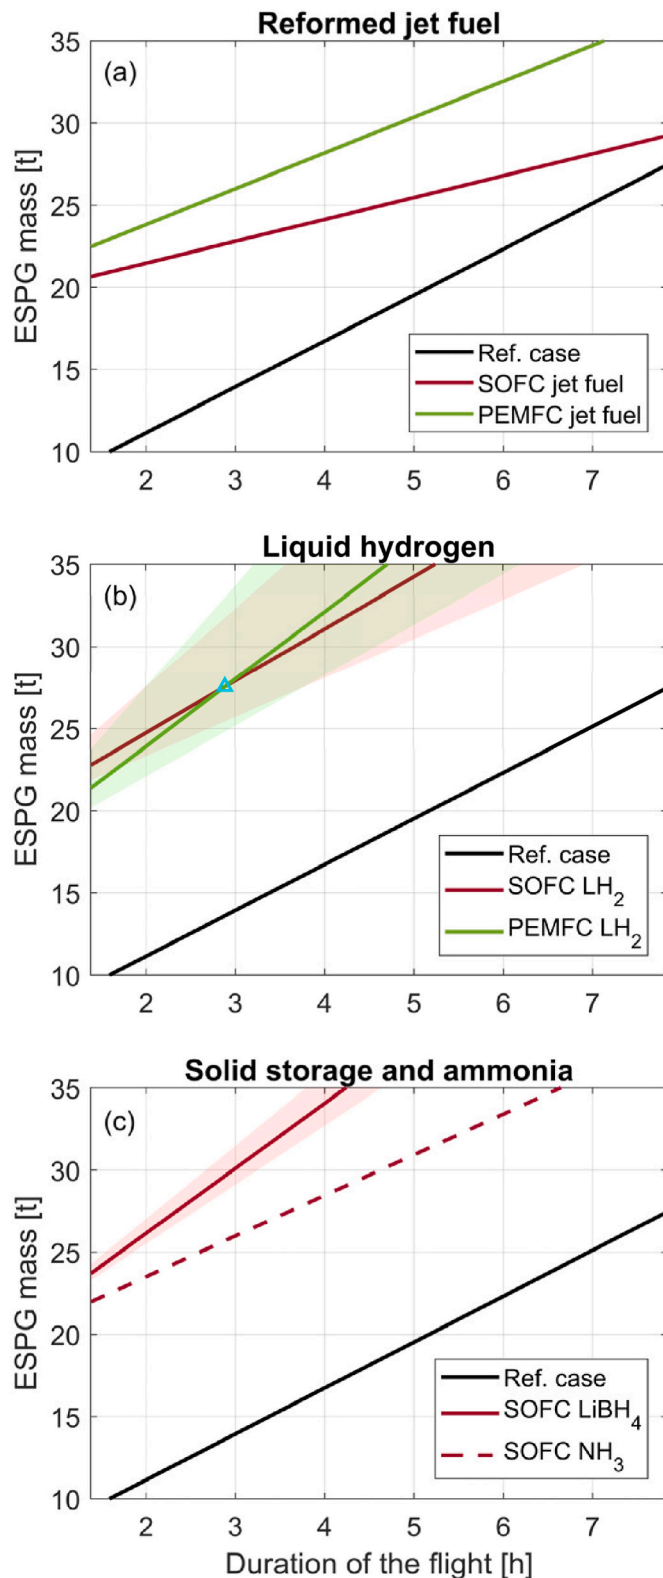 Reformed jet fuel
(a)
35
30
25
20
15
10
ESPG mass [t]
Ref. case
SOFC jet fuel
PEMFC jet fuel
2 3 4 5 6 7
Liquid hydrogen
(b)
35
30
25
20
15
10
ESPG mass [t]
Ref. case
SOFC LH2
PEMFC LH2
2 3 4 5 6 7
Solid storage and ammonia
(c)
35
30
25
20
15
10
ESPG mass [t]
Ref. case
SOFC LiBH4
SOFC NH3
2 3 4 5 6 7
Duration of the flight [h]